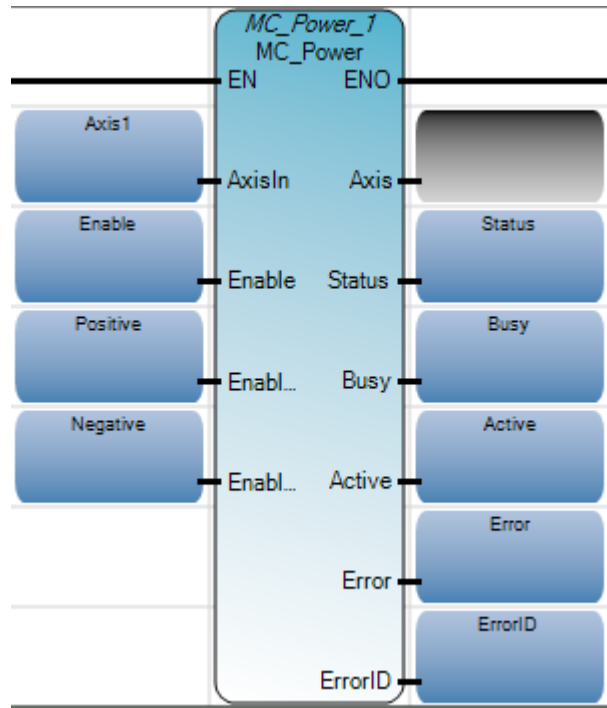 MC_Power_1
MC_Power
EN ENO
Axis1
AxisIn Axis
Enable Status
Enable Status
Positive Busy
Enabl... Busy
Negative Active
Enabl... Active
Error
Error
ErrorID
ErrorID